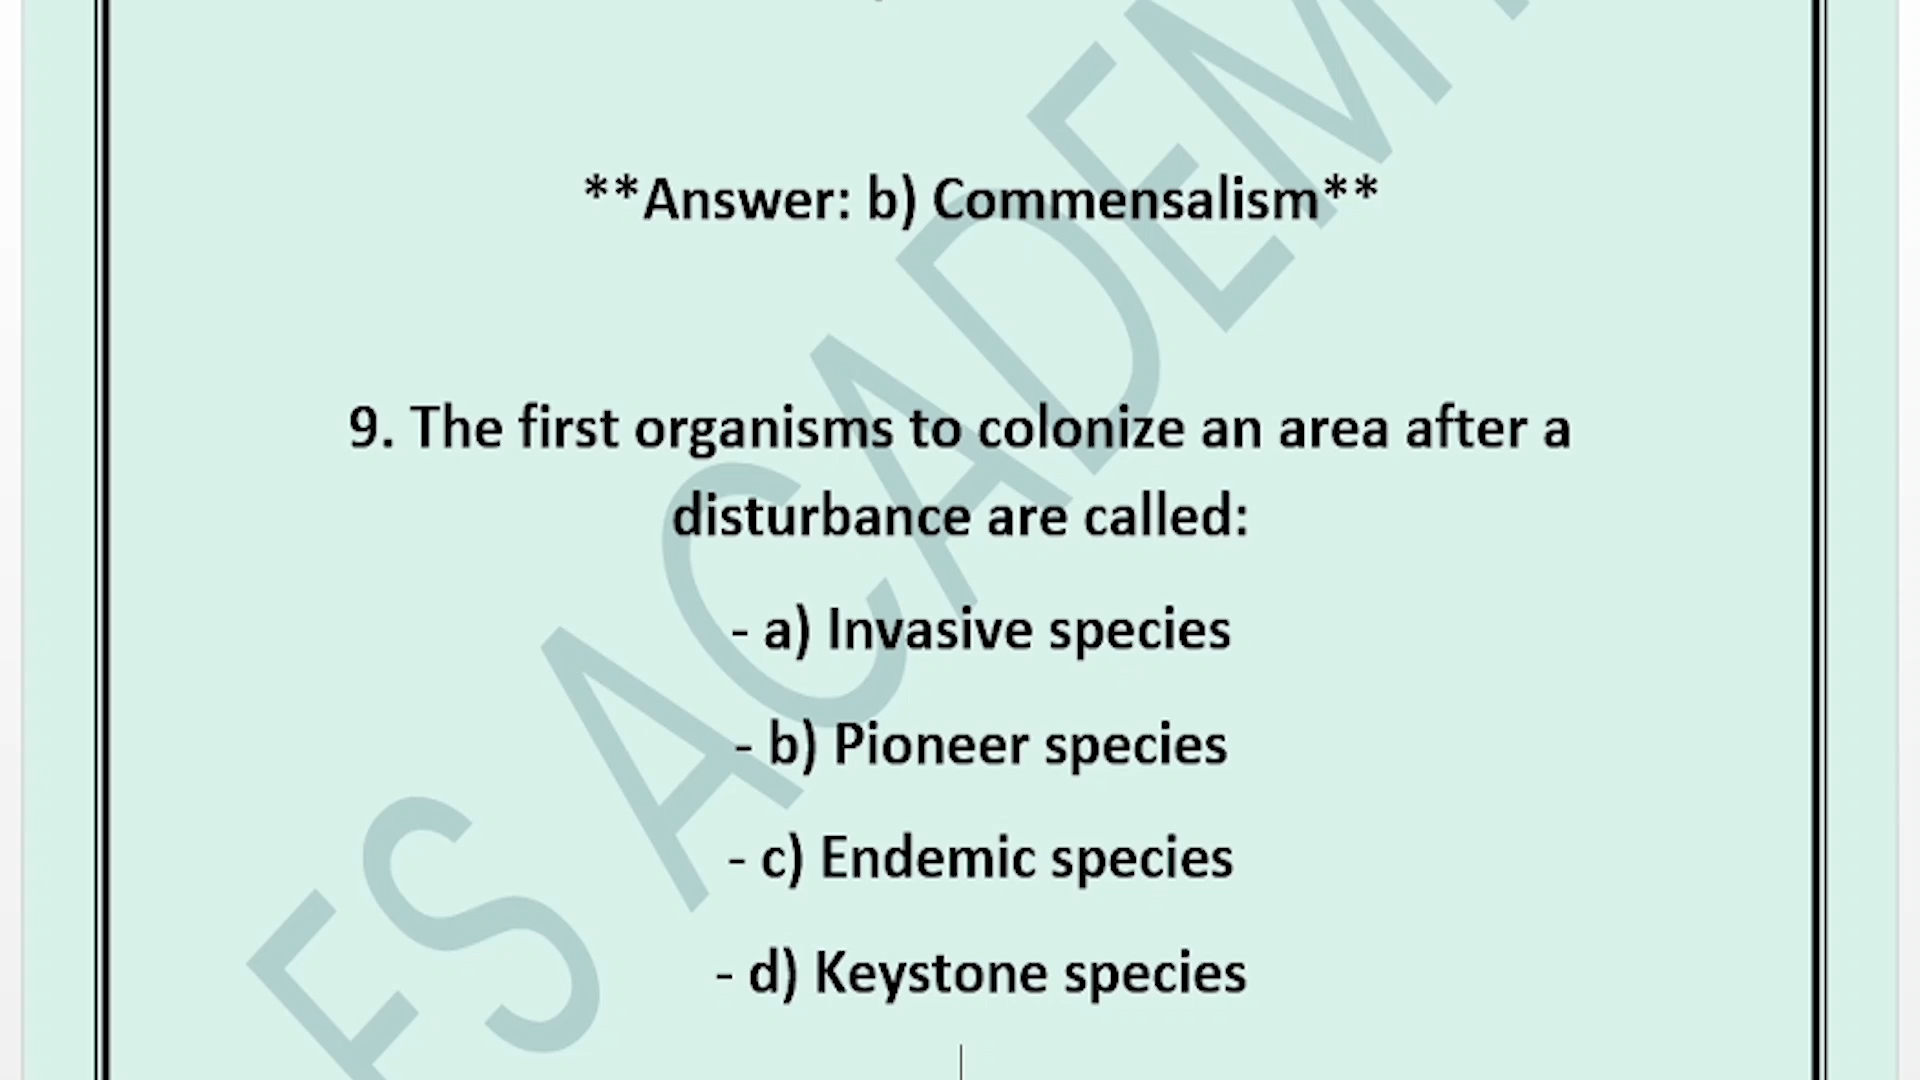 **Answer: b) Commensalism**
9. The first organisms to colonize an area after a
disturbance are called:
- a) Invasive species
- b) Pioneer species
- c) Endemic species
- d) Keystone species
ES ACADEMY